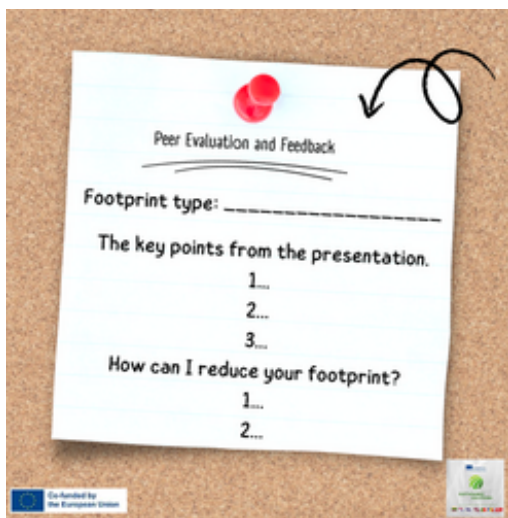 Peer Evaluation and Feedback
Footprint type: __________________
The key points from the presentation.
1...
2...
3...
How can I reduce your footprint?
1...
2...
Co-funded by
the European Union